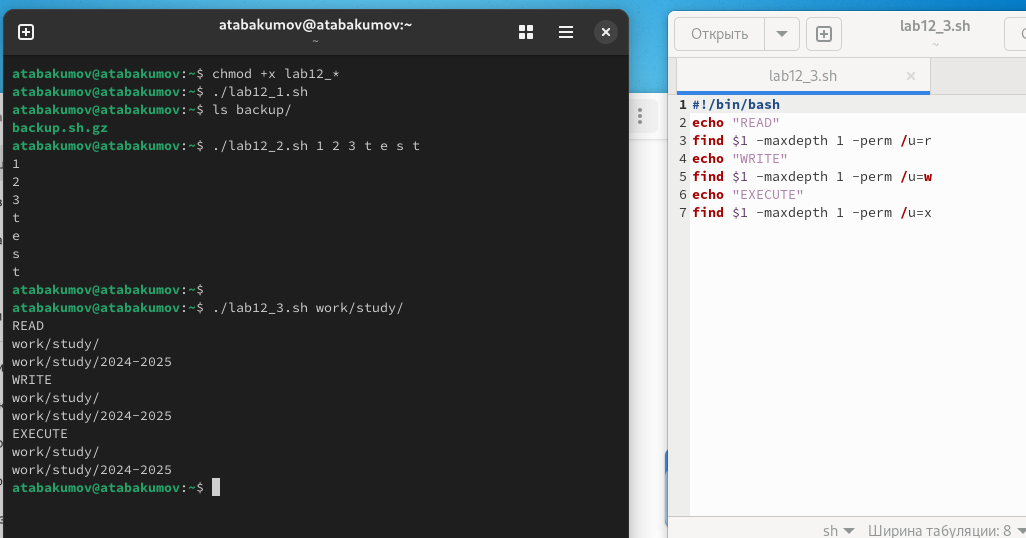 atabakumov@atabakumov:~
~
atabakumov@atabakumov:~$ chmod +x lab12_*
atabakumov@atabakumov:~$ ./lab12_1.sh
atabakumov@atabakumov:~$ ls backup/
backup.sh.gz
atabakumov@atabakumov:~$ ./lab12_2.sh 1 2 3 t e s t
1
2
3
t
e
s
t
atabakumov@atabakumov:~$
atabakumov@atabakumov:~$ ./lab12_3.sh work/study/
READ
work/study/
work/study/2024-2025
WRITE
work/study/
work/study/2024-2025
EXECUTE
work/study/
work/study/2024-2025
atabakumov@atabakumov:~$
Открыть
lab12_3.sh
~
lab12_3.sh
1 #!/bin/bash
2 echo "READ"
3 find $1 -maxdepth 1 -perm /u=r
4 echo "WRITE"
5 find $1 -maxdepth 1 -perm /u=w
6 echo "EXECUTE"
7 find $1 -maxdepth 1 -perm /u=x
sh Ширина табуляции: 8